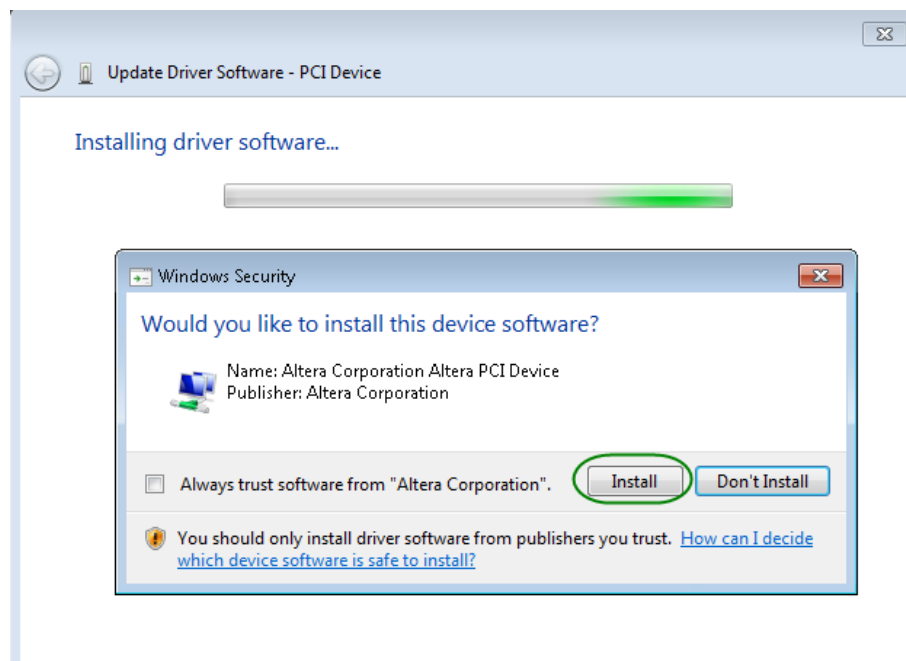 Update Driver Software - PCI Device
Installing driver software...
Windows Security
Would you like to install this device software?
Name: Altera Corporation Altera PCI Device
Publisher: Altera Corporation
Always trust software from "Altera Corporation".
Install
Don't Install
You should only install driver software from publishers you trust. How can I decide
which device software is safe to install?